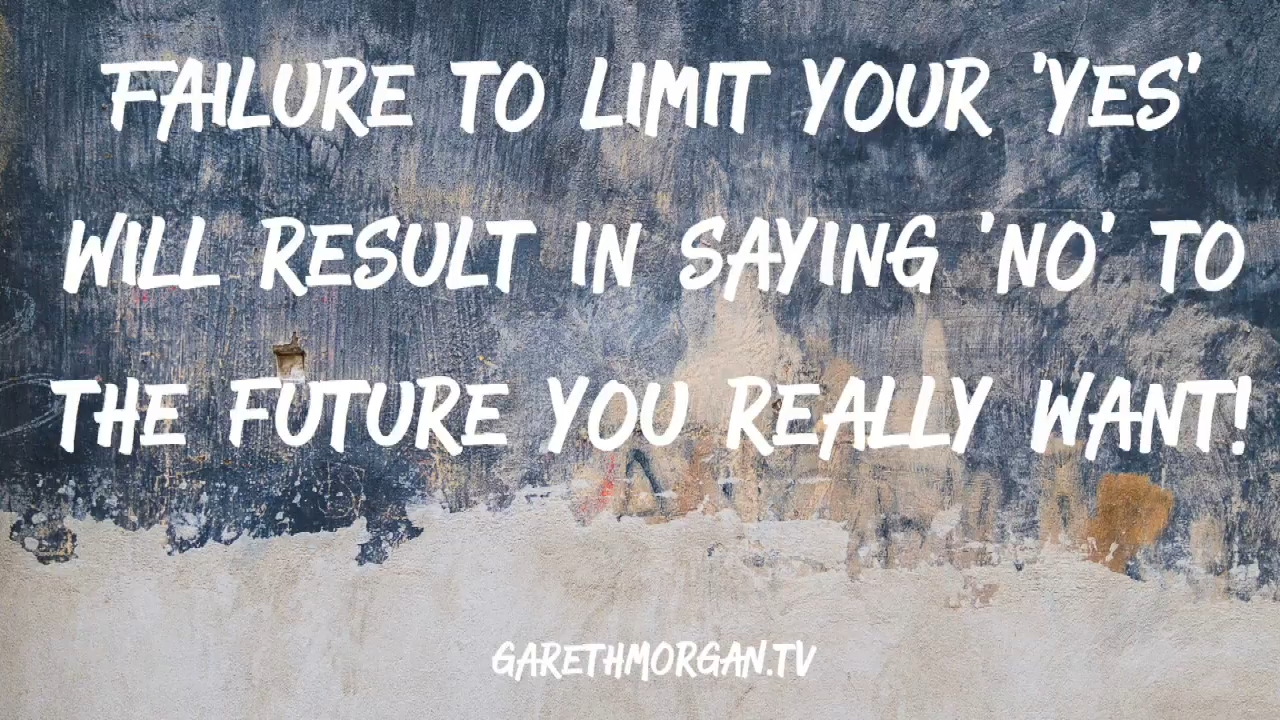 FAILURE TO LIMIT YOUR 'YES'
WILL RESULT IN SAYING 'NO' TO
THE FUTURE YOU REALLY WANT!
GARETHMORGAN.TV